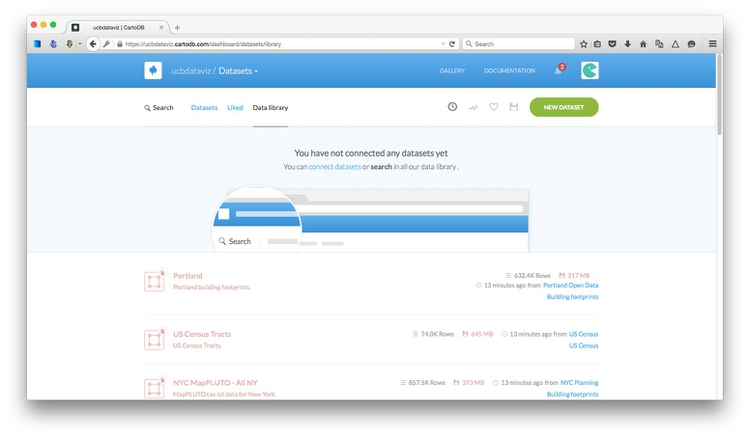 ucbdataviz | CartoDB
https://ucbdataviz.cartodb.com/dashboard/datasets/library
Search
ucbdataviz / Datasets
GALLERY
DOCUMENTATION
2
Search
Datasets
Liked
Data library
NEW DATASET
You have not connected any datasets yet
You can connect datasets or search in all our data library .
Search
Portland
632.4K Rows
217 MB
Portland building footprints.
13 minutes ago from Portland Open Data
Building footprints
US Census Tracts
74.0K Rows
645 MB
13 minutes ago from US Census
US Census Tracts.
US Census
NYC MapPLUTO - All NY
857.5K Rows
373 MB
13 minutes ago from NYC Planning
MapPLUTO tax lot data for New York.
Building footprints